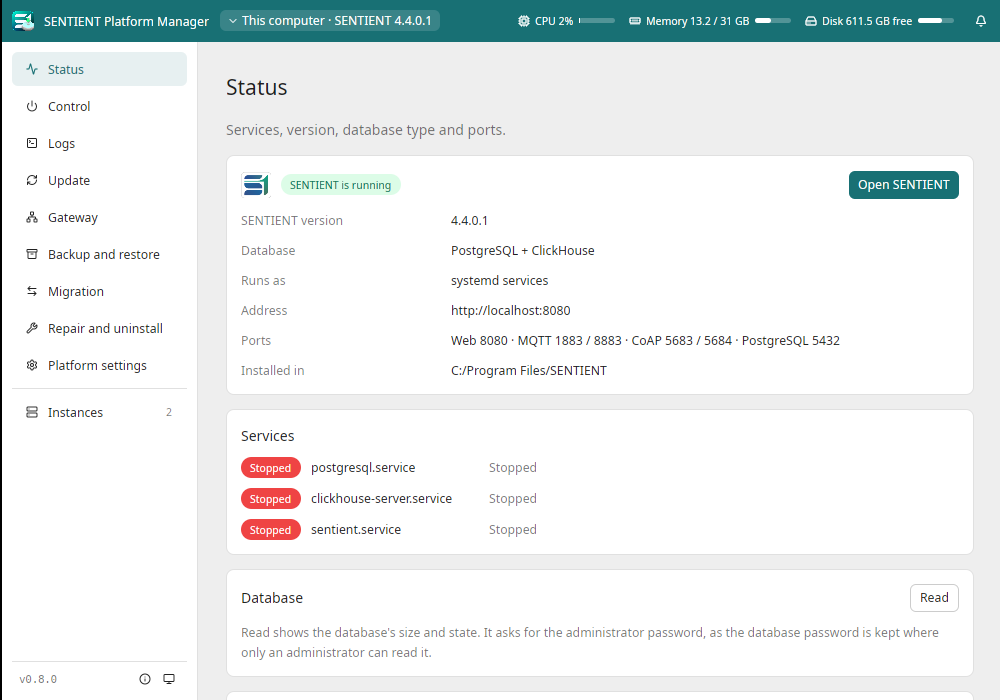 SENTIENT Platform Manager
This computer · SENTIENT 4.4.0.1
CPU 2%
Memory 13.2 / 31 GB
Disk 611.5 GB free
Status
Control
Logs
Update
Gateway
Backup and restore
Migration
Repair and uninstall
Platform settings
Instances 2
v0.8.0
Status
Services, version, database type and ports.
SENTIENT is running
Open SENTIENT
SENTIENT version 4.4.0.1
Database PostgreSQL + ClickHouse
Runs as systemd services
Address http://localhost:8080
Ports Web 8080 · MQTT 1883 / 8883 · CoAP 5683 / 5684 · PostgreSQL 5432
Installed in C:/Program Files/SENTIENT
Services
Stopped postgresql.service Stopped
Stopped clickhouse-server.service Stopped
Stopped sentient.service Stopped
Database
Read
Read shows the database's size and state. It asks for the administrator password, as the database password is kept where
only an administrator can read it.